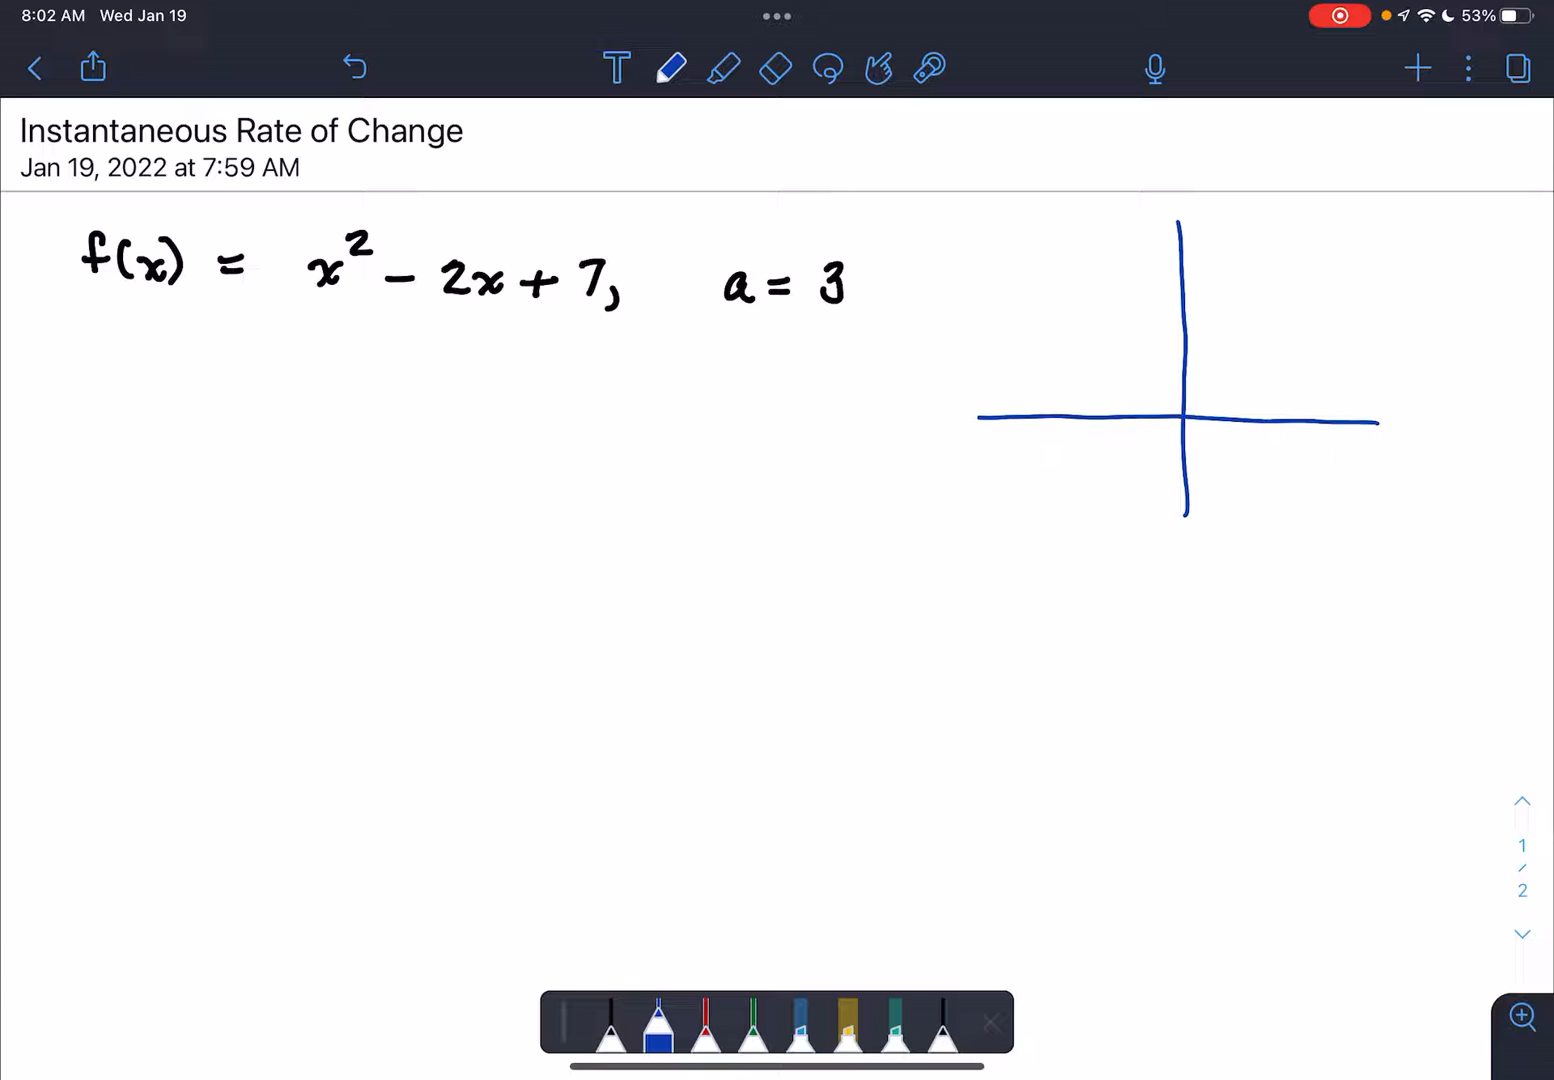 8:02 AM Wed Jan 19
53%
T
Instantaneous Rate of Change
Jan 19, 2022 at 7:59 AM
f(x) = x² - 2x + 7, a = 3
1
/
2